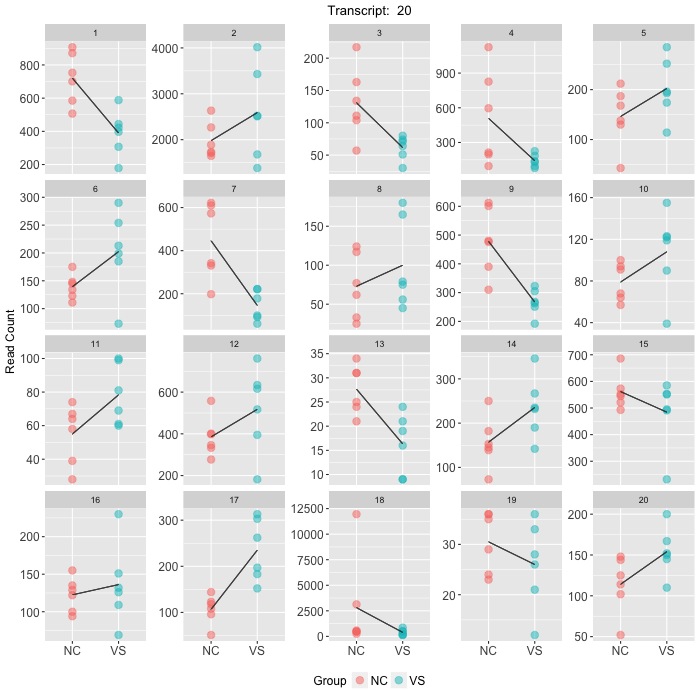 Transcript: 20
1 2 3 4 5
800 600 400 200
4000 3000 2000
200 150 100 50
900 600 300
200 100
6 7 8 9 10
300 250 200 150 100
600 400 200
150 100 50
600 500 400 300 200
160 120 80 40
Read Count
11 12 13 14 15
100 80 60 40
600 400 200
35 30 25 20 15 10
300 200 100
700 600 500 400 300
16 17 18 19 20
200 150 100
300 200 100
12500 10000 7500 5000 2500 0
30 20
200 150 100 50
NC VS NC VS NC VS NC VS NC VS
Group NC VS